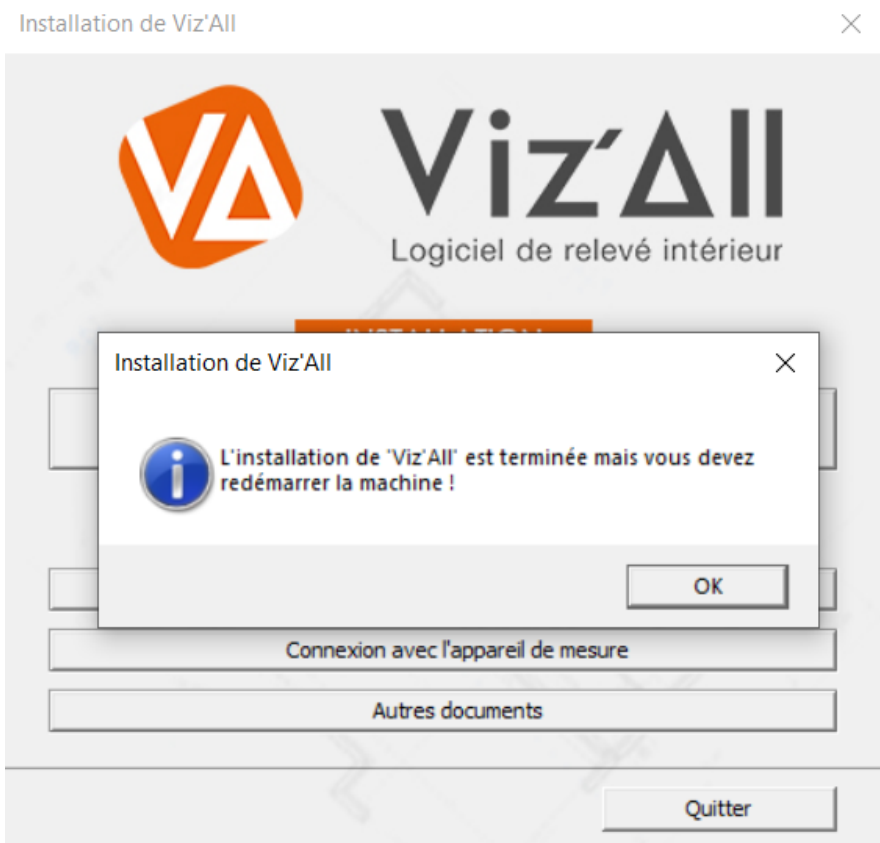 Installation de Viz'All
Viz'All
Logiciel de relevé intérieur
Installation de Viz'All
L'installation de 'Viz'All' est terminée mais vous devez
redémarrer la machine !
OK
Connexion avec l'appareil de mesure
Autres documents
Quitter